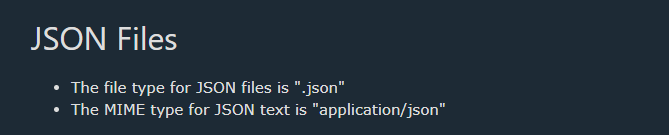 JSON Files
• The file type for JSON files is ".json"
• The MIME type for JSON text is "application/json"